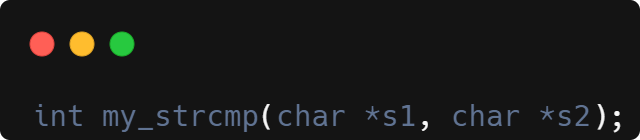 int my_strcmp(char *s1, char *s2);